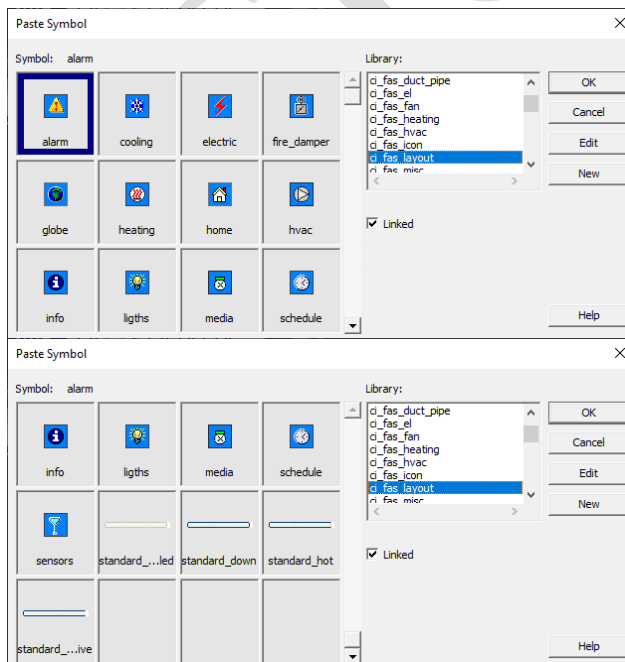 Paste Symbol
Symbol: alarm
Library:
alarm
cooling
electric
fire_damper
globe
heating
home
hvac
info
ligths
media
schedule
ci_fas_duct_pipe
ci_fas_el
ci_fas_fan
ci_fas_heating
ci_fas_hvac
ci_fas_icon
ci_fas_layout
ci_fas_misc
Linked
OK
Cancel
Edit
New
Help
Paste Symbol
Symbol: alarm
Library:
info
ligths
media
schedule
sensors
standard_...led
standard_down
standard_hot
standard_...ive
ci_fas_duct_pipe
ci_fas_el
ci_fas_fan
ci_fas_heating
ci_fas_hvac
ci_fas_icon
ci_fas_layout
ci_fas_misc
Linked
OK
Cancel
Edit
New
Help